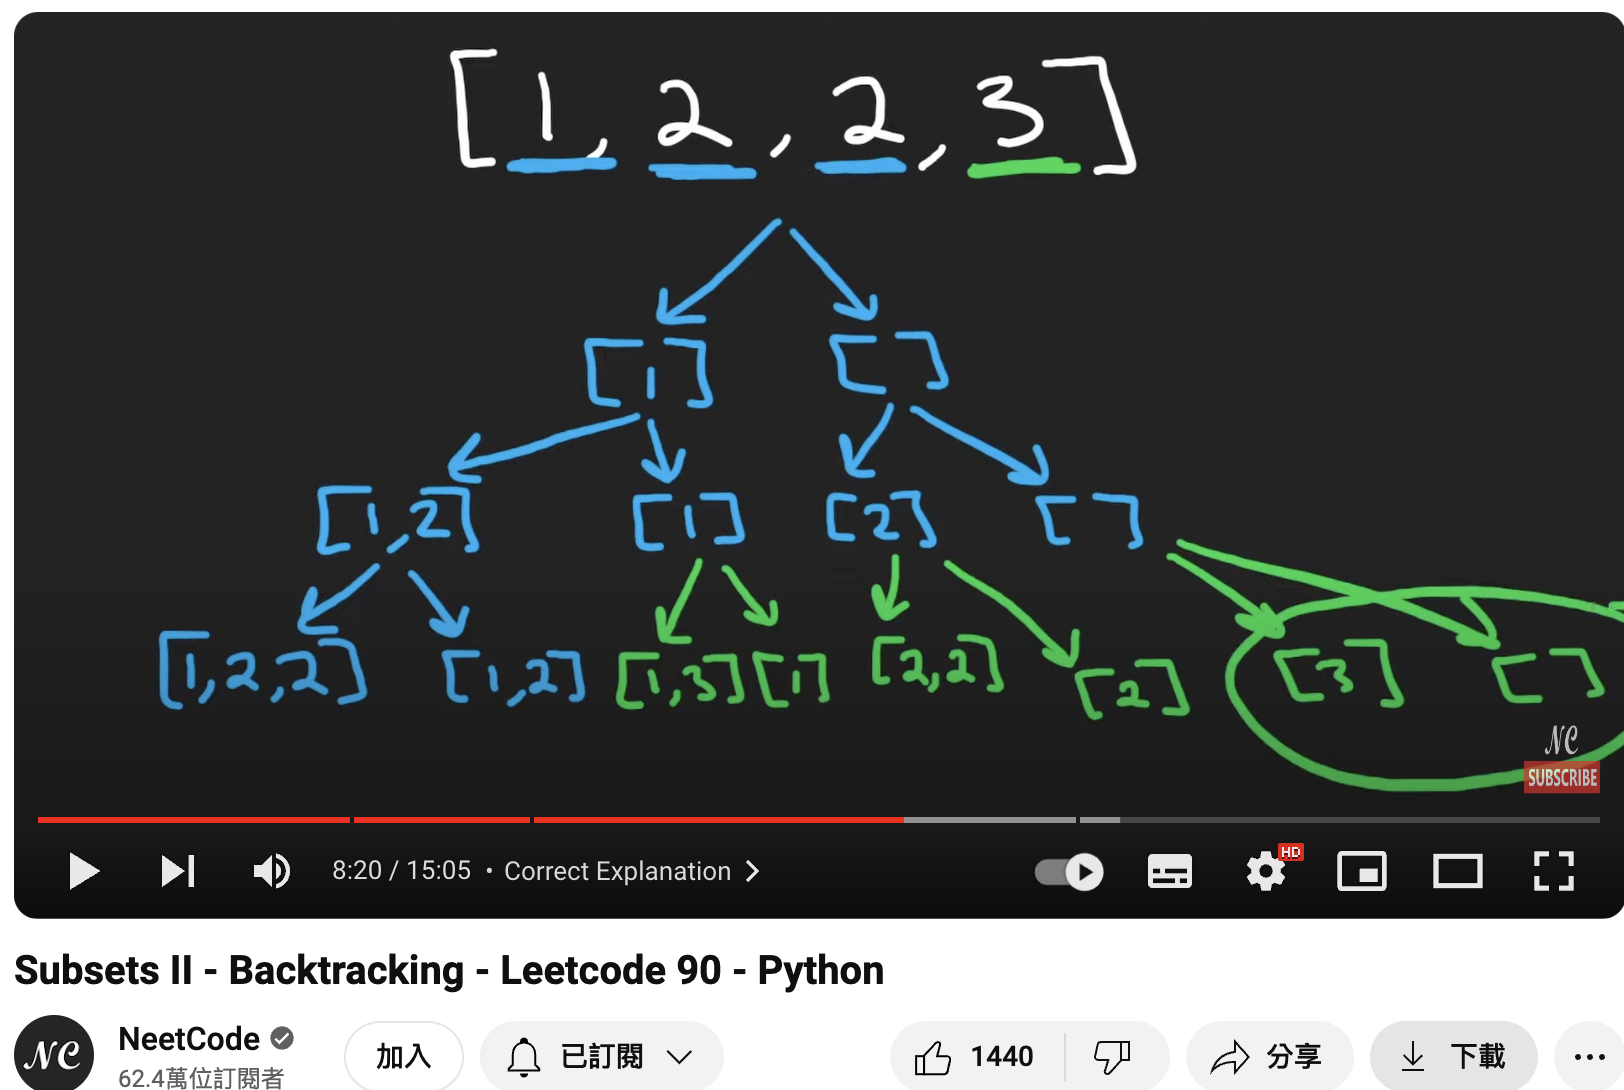 [1, 2, 2, 3]
[1] []
[1,2] [1] [2] []
[1,2,2] [1,2] [1,3] [1] [2,2] [2] [3] []
NC
SUBSCRIBE
8:20 / 15:05 • Correct Explanation
HD
Subsets II - Backtracking - Leetcode 90 - Python
NC
NeetCode
62.4萬位訂閱者
加入
已訂閱
1440
分享
下載